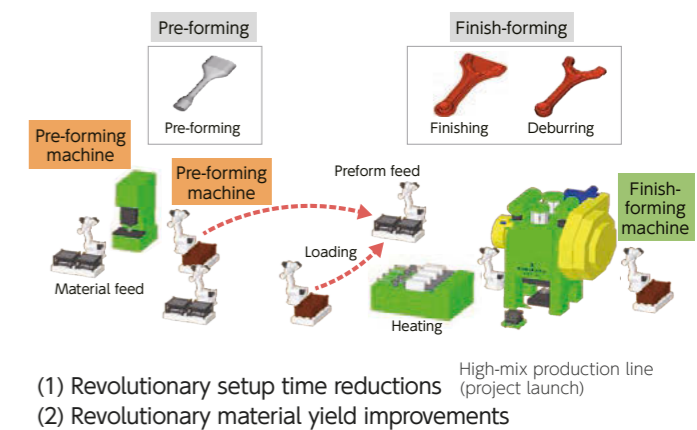 Pre-forming
Finish-forming
Pre-forming
Finishing
Deburring
Pre-forming
machine
Pre-forming
machine
Preform feed
Finish-
forming
machine
Loading
Material feed
Heating
(1) Revolutionary setup time reductions
High-mix production line
(project launch)
(2) Revolutionary material yield improvements